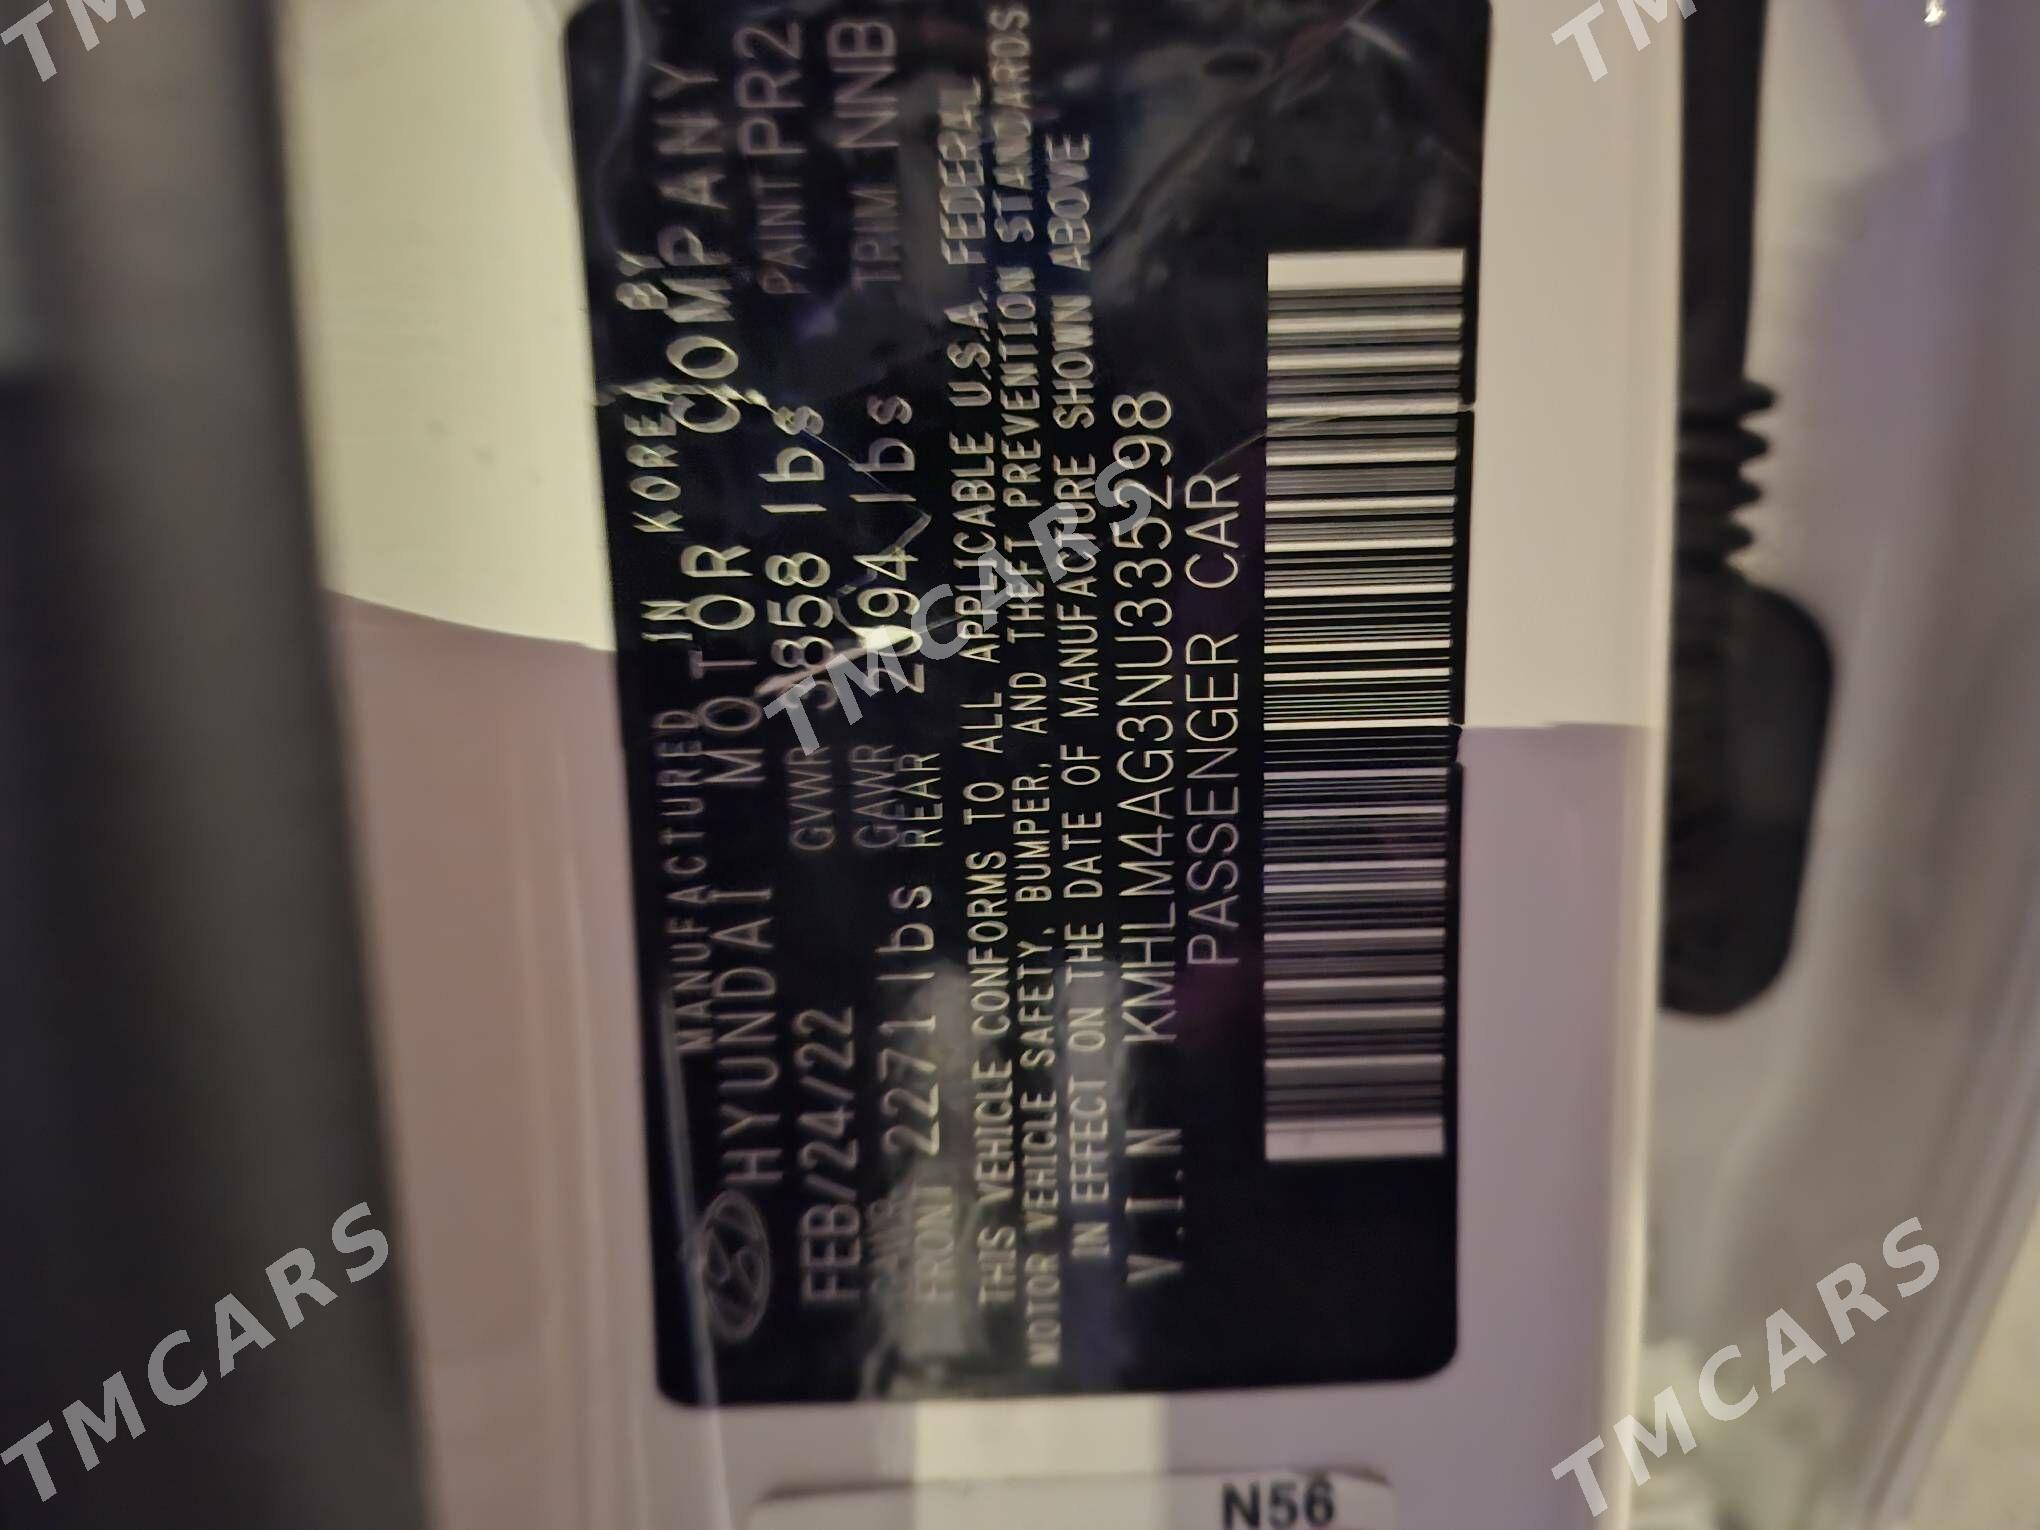 MANUFACTURED IN KOREA BY
HYUNDAI MOTOR COMPANY
FEB/24/22 GVWR 3858 lbs PAINT PR2
GAWR FRONT 2271 lbs GAWR REAR 2094 lbs TRIM NNB
THIS VEHICLE CONFORMS TO ALL APPLICABLE U.S.A. FEDERAL
MOTOR VEHICLE SAFETY, BUMPER, AND THEFT PREVENTION STANDARDS
IN EFFECT ON THE DATE OF MANUFACTURE SHOWN ABOVE
V.I.N KMHLM4AG3NU335298
PASSENGER CAR
N56
TMCARS
TMCARS
TMCARS